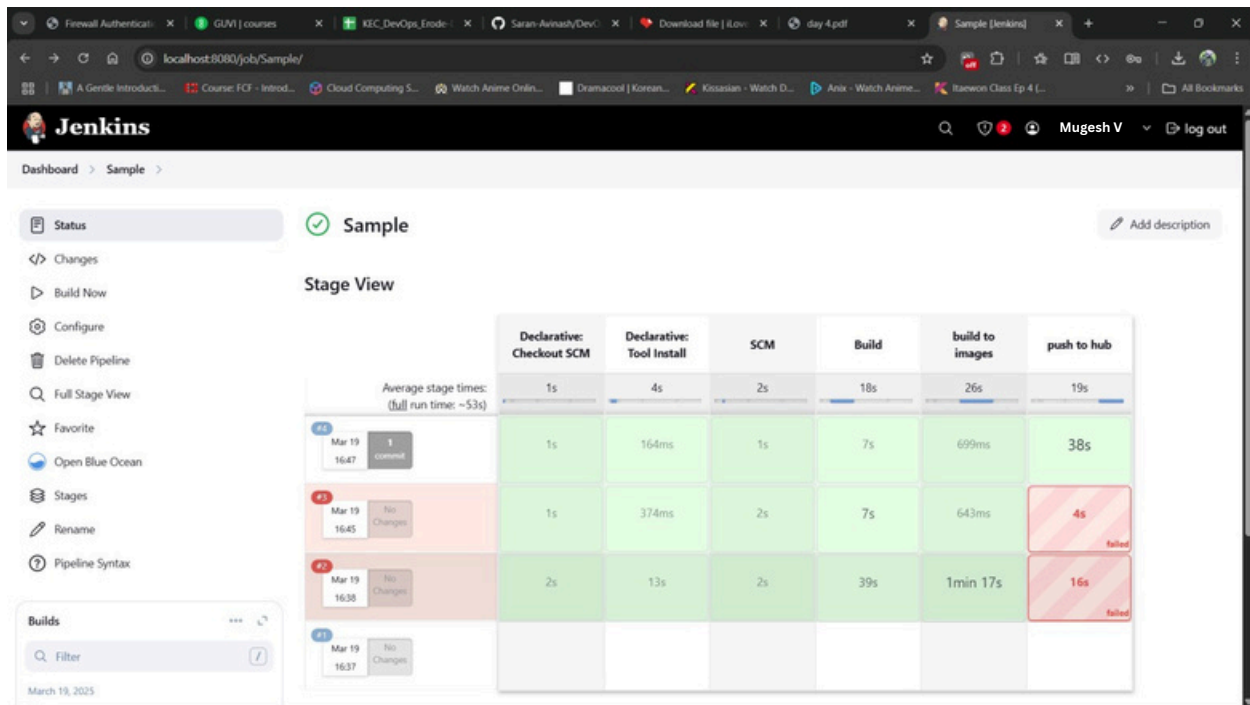 Firewall Authenticati
GUVI | courses
KEC_DevOps_Erode-
Saran-Avinash/DevO
Download file | iLove
day 4.pdf
Sample [Jenkins]
localhost:8080/job/Sample/
off
A Gentle Introducti...
Course: FCF - Introd...
Cloud Computing S...
Watch Anime Onlin...
Dramacool | Korean...
Kissasian - Watch D...
Anix - Watch Anime...
Itaewon Class Ep 4 (...
All Bookmarks
Jenkins
2
Mugesh V
log out
Dashboard > Sample >
Status
Changes
Build Now
Configure
Delete Pipeline
Full Stage View
Favorite
Open Blue Ocean
Stages
Rename
Pipeline Syntax
Builds
Filter
/
March 19, 2025
Sample
Add description
Stage View
Declarative:
Checkout SCM
Declarative:
Tool Install
SCM
Build
build to
images
push to hub
Average stage times:
(full run time: ~53s)
1s
4s
2s
18s
26s
19s
#4
Mar 19
16:47
1
commit
1s
164ms
1s
7s
699ms
38s
#3
Mar 19
16:45
No
Changes
1s
374ms
2s
7s
643ms
4s
failed
#2
Mar 19
16:38
No
Changes
2s
13s
2s
39s
1min 17s
16s
failed
#1
Mar 19
16:37
No
Changes